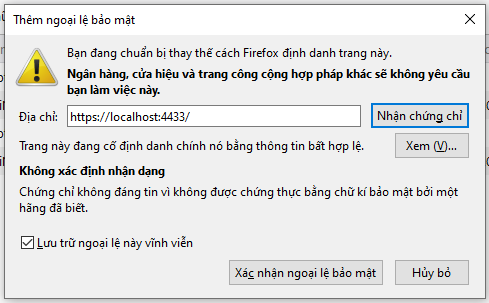 Thêm ngoại lệ bảo mật
Bạn đang chuẩn bị thay thế cách Firefox định danh trang này.
Ngân hàng, cửa hiệu và trang công cộng hợp pháp khác sẽ không yêu cầu
bạn làm việc này.
Địa chỉ: https://localhost:4433/ Nhận chứng chỉ
Trang này đang cố định danh chính nó bằng thông tin bất hợp lệ. Xem (V)...
Không xác định nhận dạng
Chứng chỉ không đáng tin vì không được chứng thực bằng chữ kí bảo mật bởi một
hãng đã biết.
Lưu trữ ngoại lệ này vĩnh viễn
Xác nhận ngoại lệ bảo mật Hủy bỏ